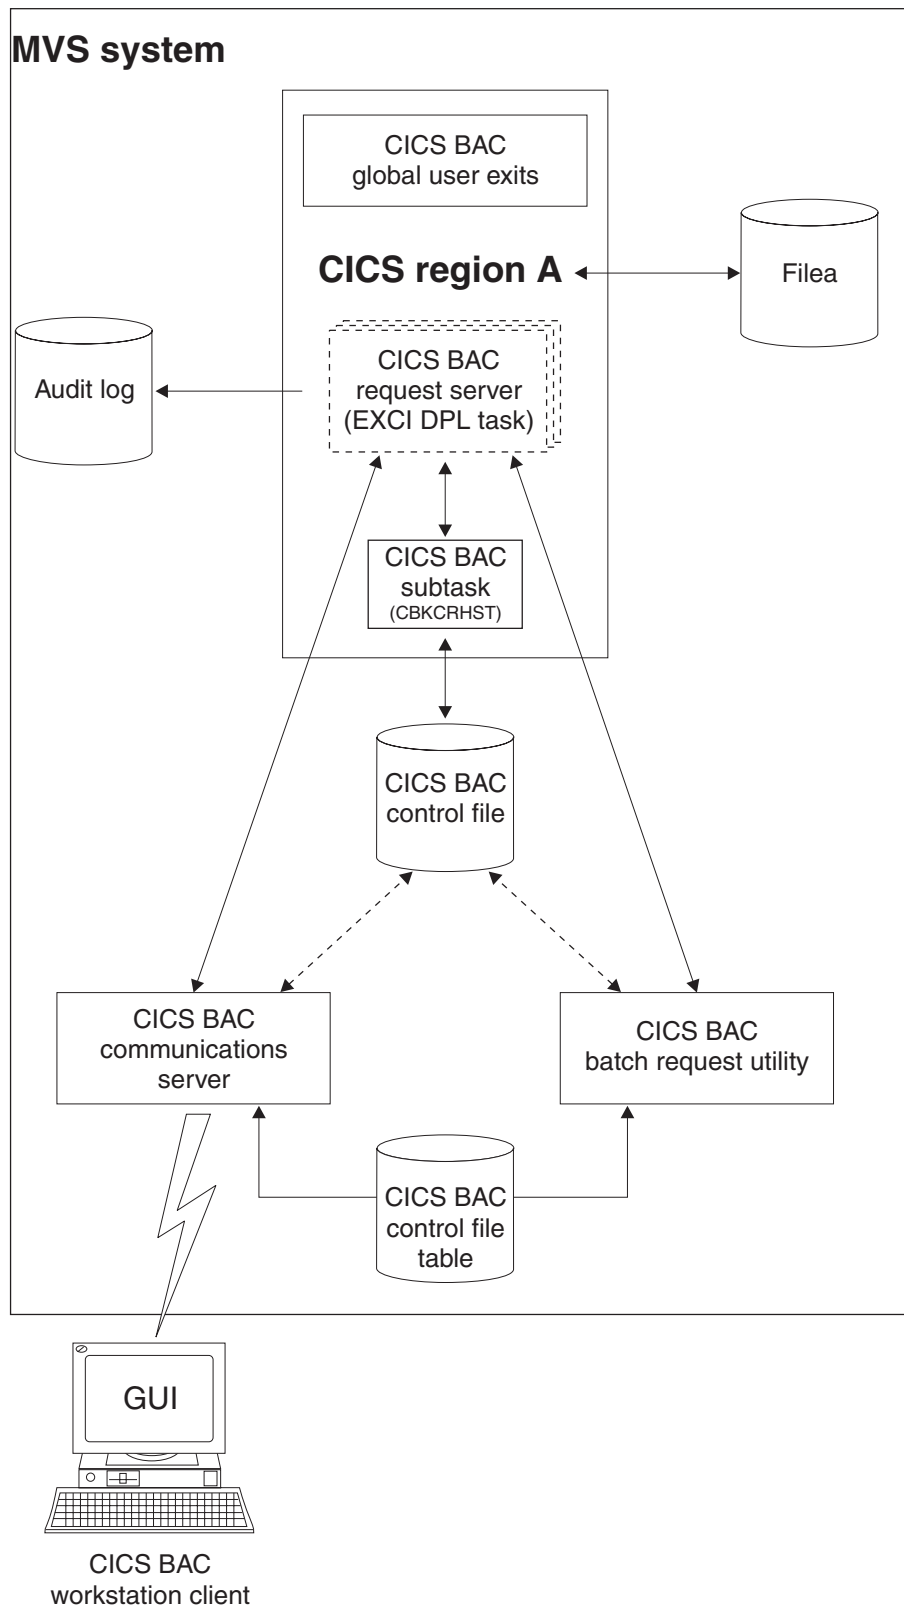 MVS system
CICS BAC
global user exits
CICS region A
Filea
Audit log
CICS BAC
request server
(EXCI DPL task)
CICS BAC
subtask
(CBKCRHST)
CICS BAC
control file
CICS BAC
communications
server
CICS BAC
batch request utility
CICS BAC
control file
table
GUI
CICS BAC
workstation client